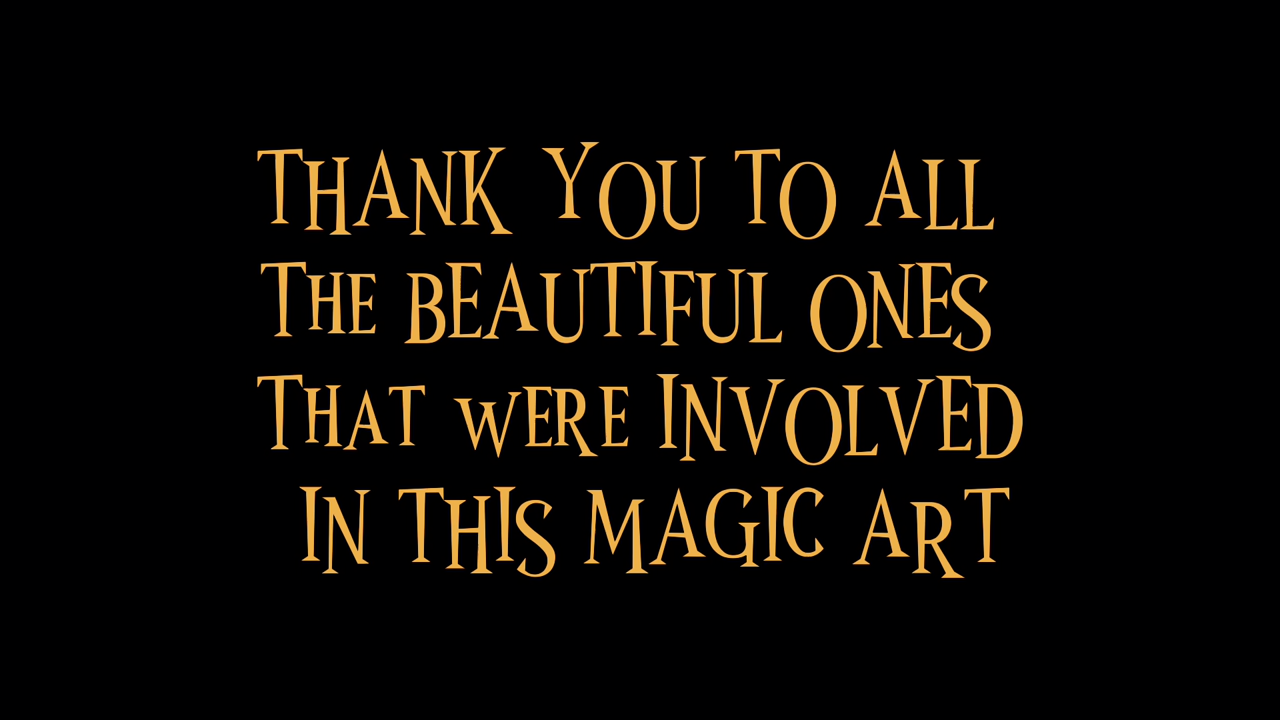 THANK YOU TO ALL
THE BEAUTIFUL ONES
THAT WERE INVOLVED
IN THIS MAGIC ART